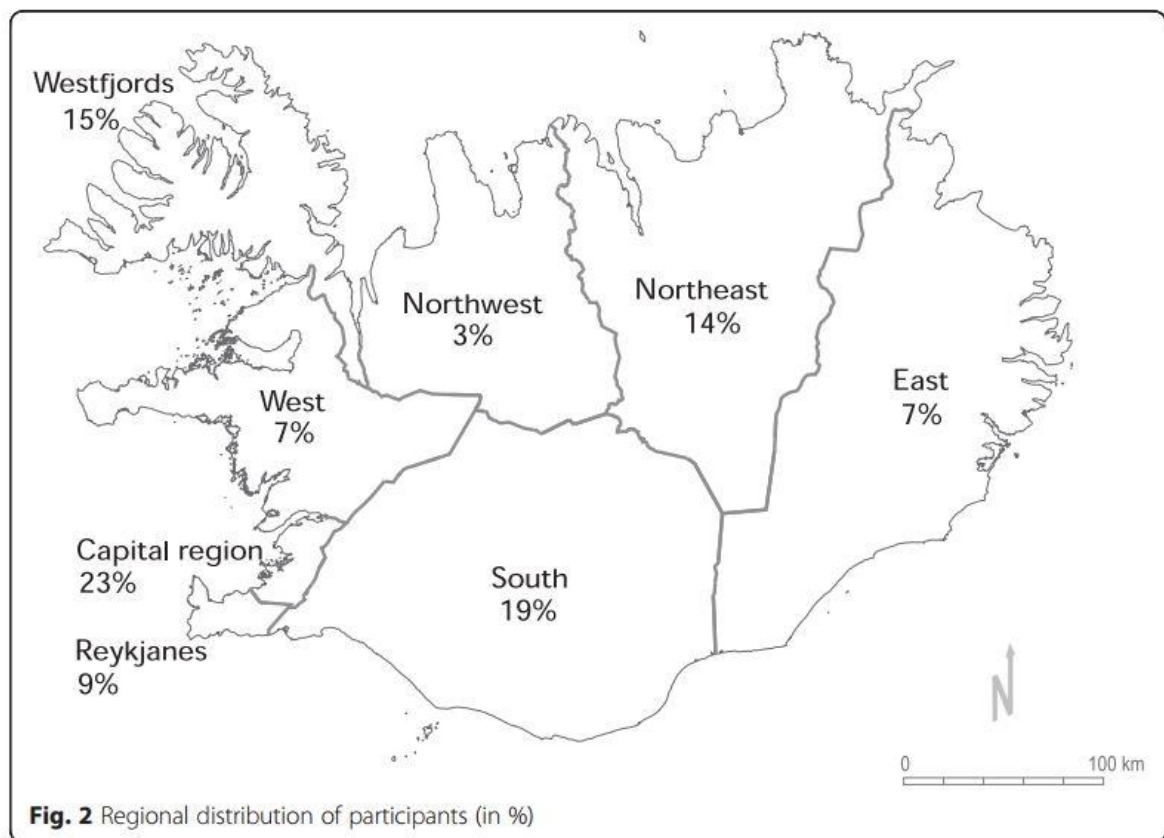 Westfjords
15%
Northwest
3%
Northeast
14%
East
7%
West
7%
Capital region
23%
South
19%
Reykjanes
9%
N
0 100 km
Fig. 2 Regional distribution of participants (in %)